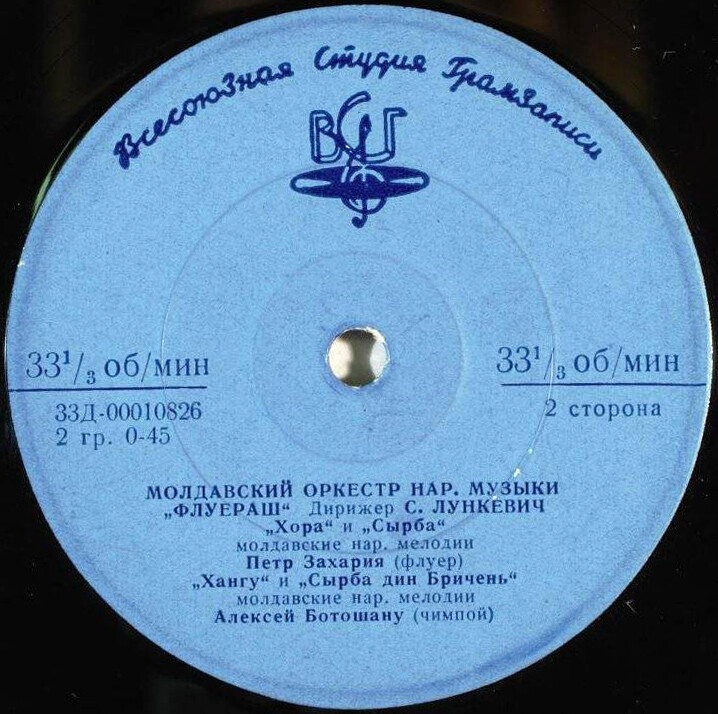 Всесоюзная Студия Грамзаписи
ВСГ
33¹/₃ об/мин
33Д-00010826
2 гр. 0-45
33¹/₃ об/мин
2 сторона
МОЛДАВСКИЙ ОРКЕСТР НАР. МУЗЫКИ
„ФЛУЕРАШ“ Дирижер С. ЛУНКЕВИЧ
„Хора“ и „Сырба“
молдавские нар. мелодии
Петр Захария (флуер)
„Хангу“ и „Сырба дин Бричень“
молдавские нар. мелодии
Алексей Ботошану (чимпой)